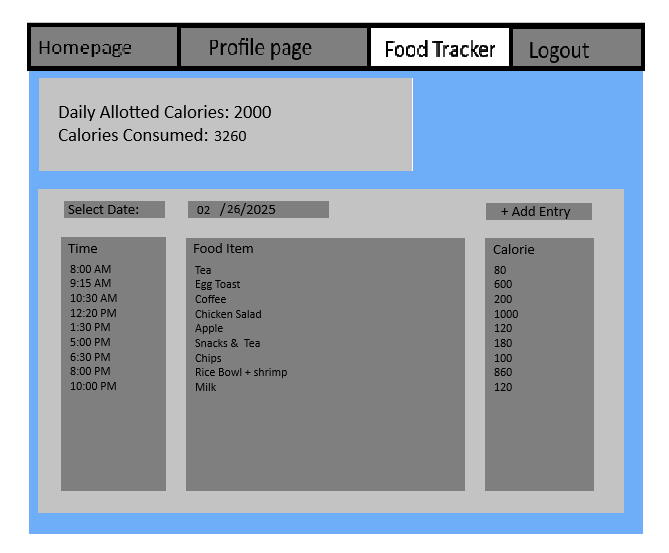 Homepage Profile page Food Tracker Logout
Daily Allotted Calories: 2000
Calories Consumed: 3260
Select Date: 02 /26/2025 + Add Entry
Time Food Item Calorie
8:00 AM Tea 80
9:15 AM Egg Toast 600
10:30 AM Coffee 200
12:20 PM Chicken Salad 1000
1:30 PM Apple 120
5:00 PM Snacks & Tea 180
6:30 PM Chips 100
8:00 PM Rice Bowl + shrimp 860
10:00 PM Milk 120